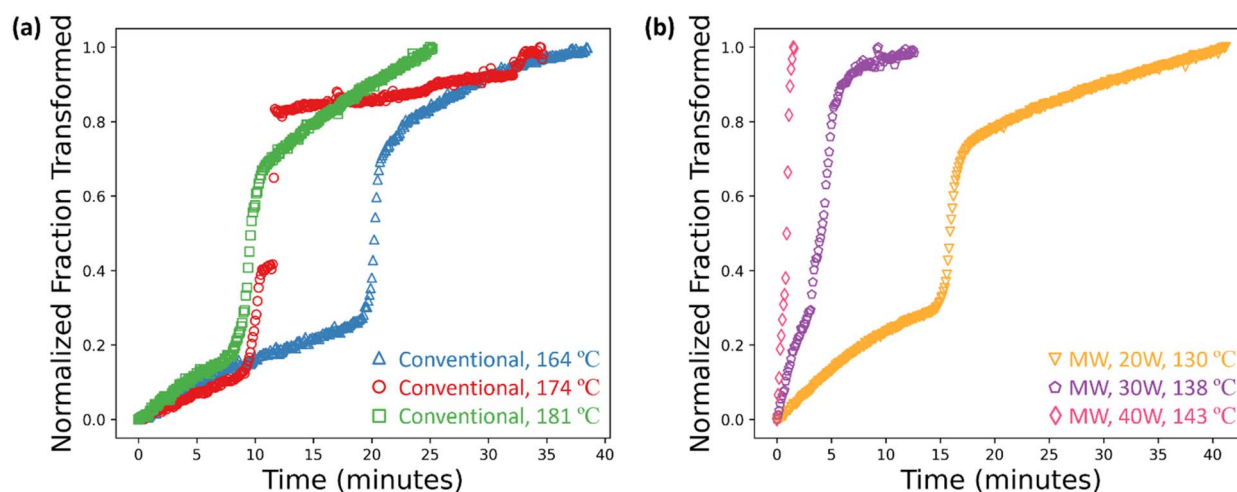 (a)
Normalized Fraction Transformed
1.0
0.8
0.6
0.4
0.2
0.0
Conventional, 164 ºC
Conventional, 174 ºC
Conventional, 181 ºC
0 5 10 15 20 25 30 35 40
Time (minutes)
(b)
Normalized Fraction Transformed
1.0
0.8
0.6
0.4
0.2
0.0
MW, 20W, 130 ºC
MW, 30W, 138 ºC
MW, 40W, 143 ºC
0 5 10 15 20 25 30 35 40
Time (minutes)